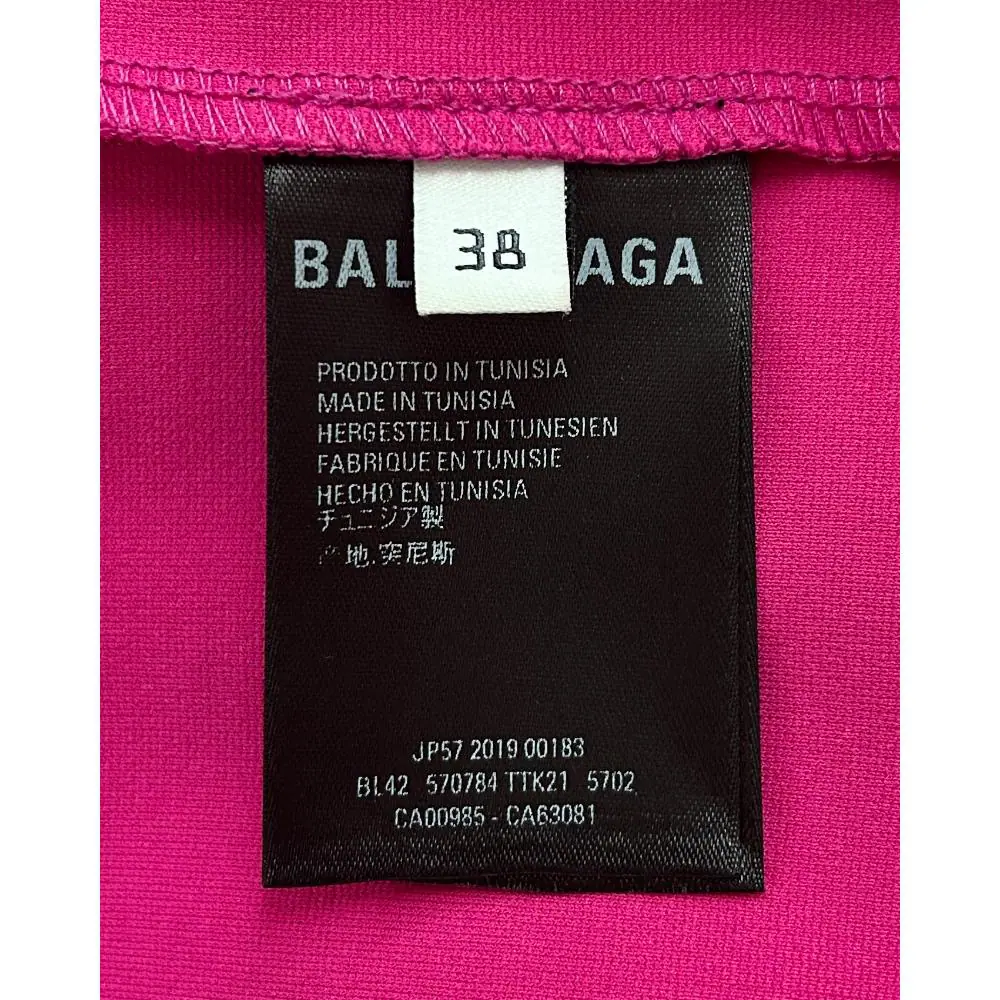 38
BAL AGA
PRODOTTO IN TUNISIA
MADE IN TUNISIA
HERGESTELLT IN TUNESIEN
FABRIQUE EN TUNISIE
HECHO EN TUNISIA
チュニジア製
产地.突尼斯
JP57 2019 00183
BL42 570784 TTK21 5702
CA00985 - CA63081